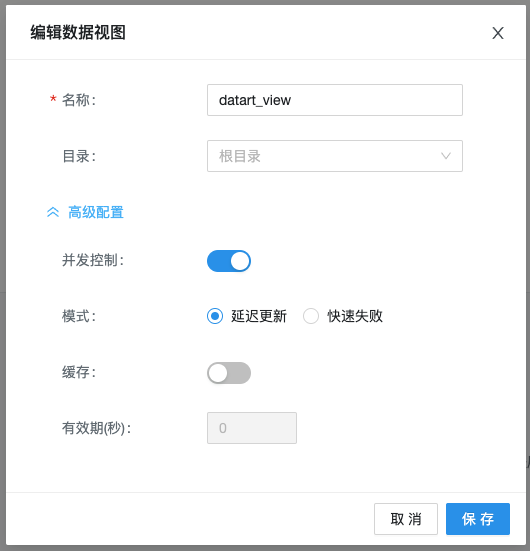 编辑数据视图
* 名称: datart_view
目录: 根目录
高级配置
并发控制:
模式: 延迟更新 快速失败
缓存:
有效期(秒): 0
取 消 保 存